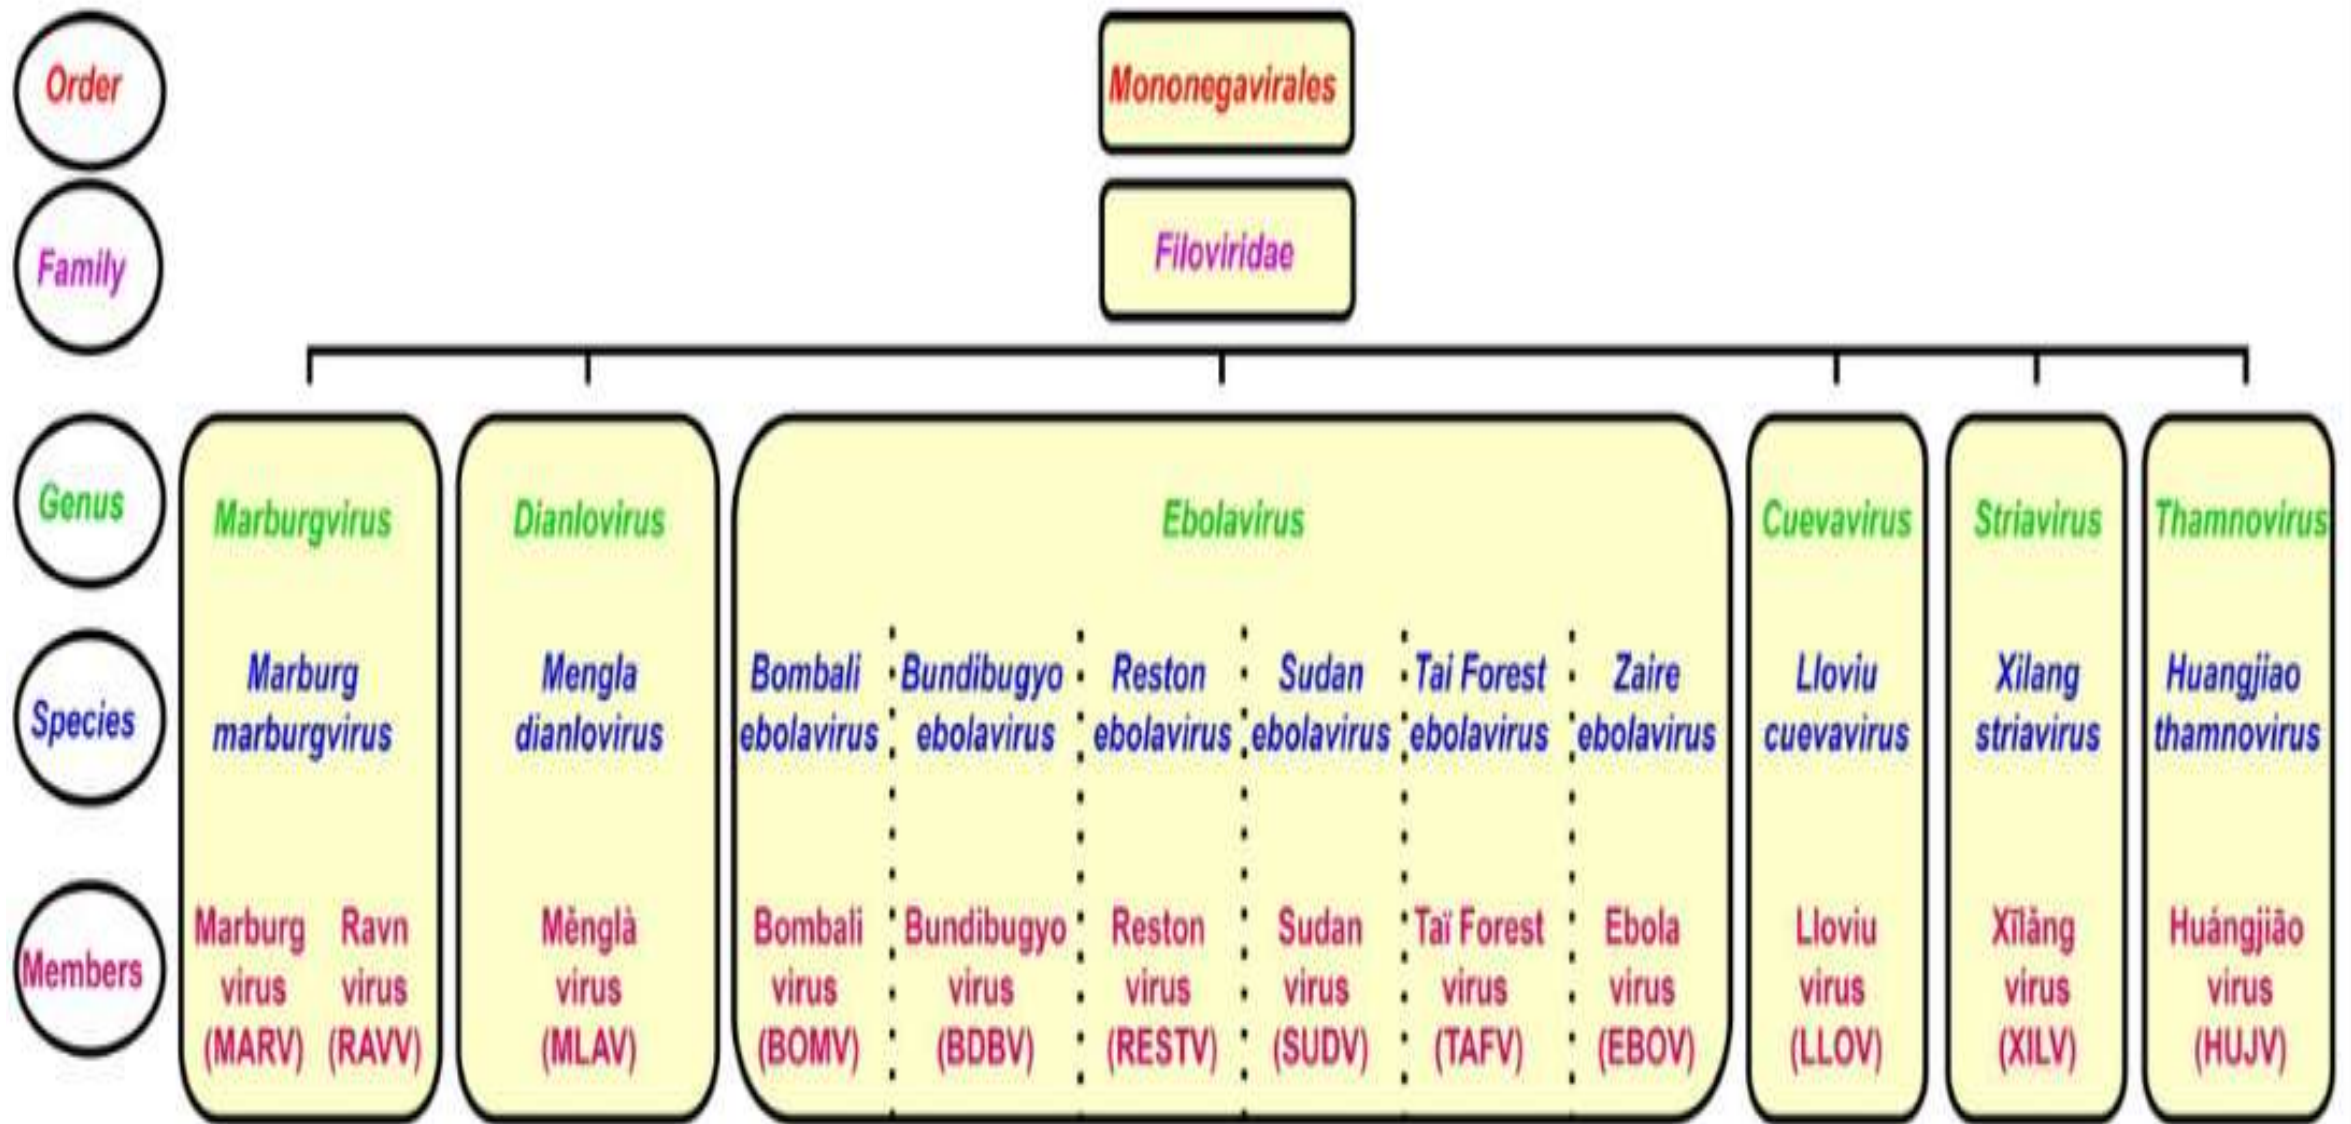 Order
Mononegavirales
Family
Filoviridae
Genus
Marburgvirus
Dianlovirus
Ebolavirus
Cuevavirus
Striavirus
Thamnovirus
Species
Marburg
marburgvirus
Mengla
dianlovirus
Bombali
ebolavirus
Bundibugyo
ebolavirus
Reston
ebolavirus
Sudan
ebolavirus
Tai Forest
ebolavirus
Zaire
ebolavirus
Lloviu
cuevavirus
Xilang
striavirus
Huangjiao
thamnovirus
Members
Marburg
virus
(MARV)
Ravn
virus
(RAVV)
Měnglà
virus
(MLAV)
Bombali
virus
(BOMV)
Bundibugyo
virus
(BDBV)
Reston
virus
(RESTV)
Sudan
virus
(SUDV)
Taï Forest
virus
(TAFV)
Ebola
virus
(EBOV)
Lloviu
virus
(LLOV)
Xīlǎng
virus
(XILV)
Huángjiāo
virus
(HUJV)